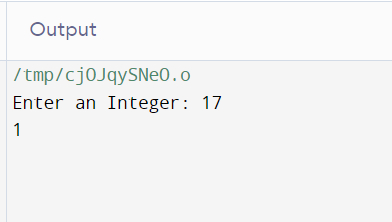 Output
/tmp/cjOJqySNeO.o
Enter an Integer: 17
1